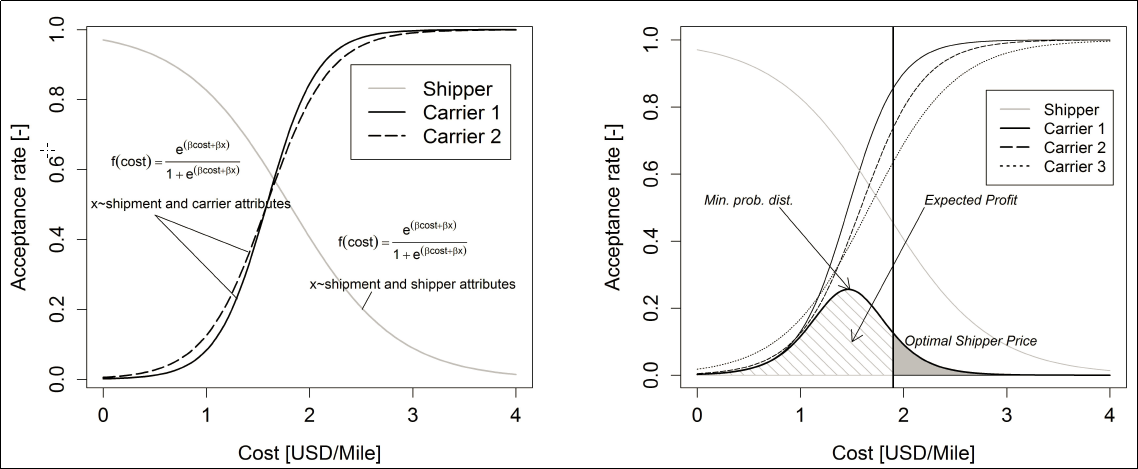 Acceptance rate [-]
1.0
0.8
0.6
0.4
0.2
0.0
Shipper
Carrier 1
Carrier 2
f(cost) = e^(βcost+βx) / 1 + e^(βcost+βx)
x~shipment and carrier attributes
f(cost) = e^(βcost+βx) / 1 + e^(βcost+βx)
x~shipment and shipper attributes
0 1 2 3 4
Cost [USD/Mile]
Acceptance rate [-]
1.0
0.8
0.6
0.4
0.2
0.0
Shipper
Carrier 1
Carrier 2
Carrier 3
Min. prob. dist.
Expected Profit
Optimal Shipper Price
0 1 2 3 4
Cost [USD/Mile]